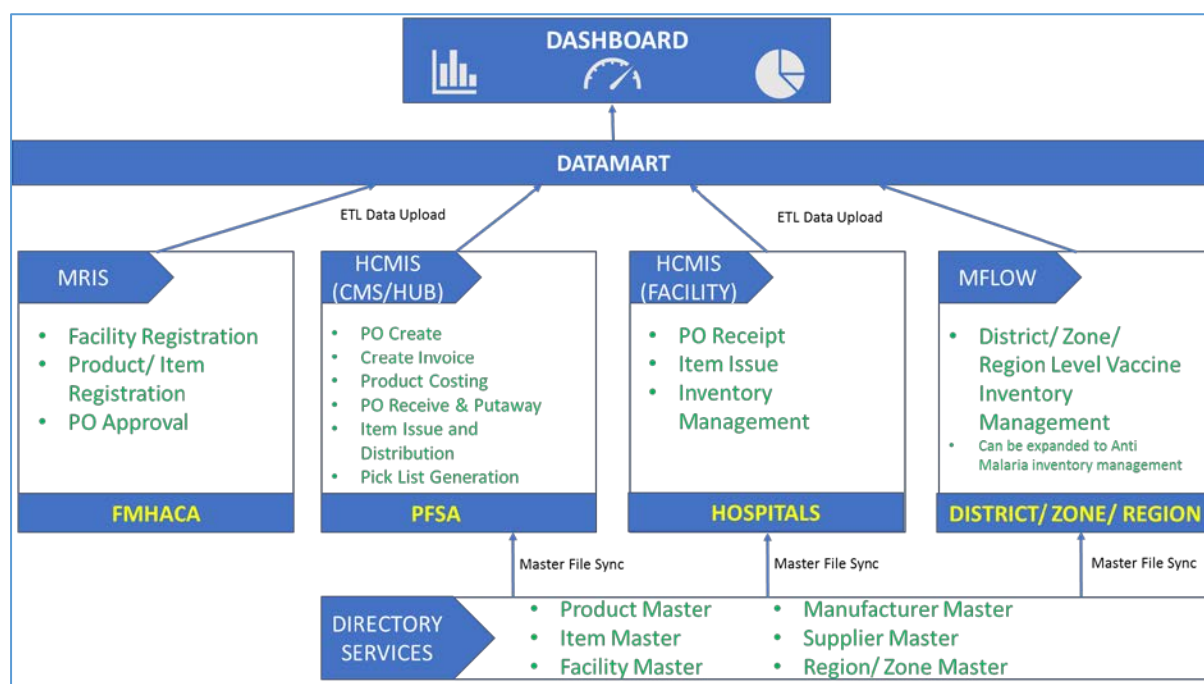 DASHBOARD
DATAMART
ETL Data Upload
ETL Data Upload
MRIS
• Facility Registration
• Product/ Item
Registration
• PO Approval
FMHACA
HCMIS
(CMS/HUB)
• PO Create
• Create Invoice
• Product Costing
• PO Receive & Putaway
• Item Issue and
Distribution
• Pick List Generation
PFSA
HCMIS
(FACILITY)
• PO Receipt
• Item Issue
• Inventory
Management
HOSPITALS
MFLOW
• District/ Zone/
Region Level Vaccine
Inventory
Management
• Can be expanded to Anti
Malaria inventory management
DISTRICT/ ZONE/ REGION
Master File Sync
Master File Sync
Master File Sync
DIRECTORY
SERVICES
• Product Master
• Item Master
• Facility Master
• Manufacturer Master
• Supplier Master
• Region/ Zone Master